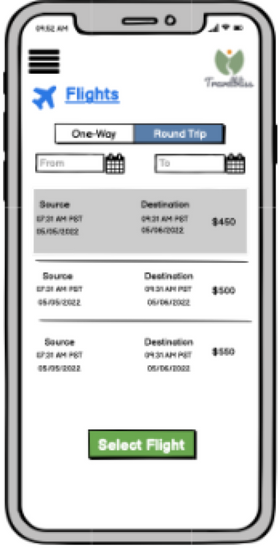 09:52 AM
Travelbliss
Flights
One-Way Round Trip
From To
Source Destination
07:31 AM PST 09:31 AM PST $450
05/05/2022 05/06/2022
Source Destination
07:31 AM PST 09:31 AM PST $500
05/05/2022 05/06/2022
Source Destination
07:31 AM PST 09:31 AM PST $550
05/05/2022 05/06/2022
Select Flight